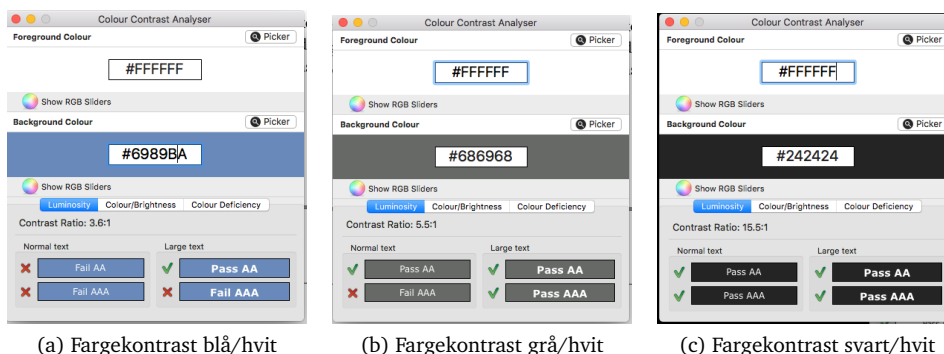 Colour Contrast Analyser
Foreground Colour
Picker
#FFFFFF
Show RGB Sliders
Background Colour
Picker
#6989BA
Show RGB Sliders
Luminosity Colour/Brightness Colour Deficiency
Contrast Ratio: 3.6:1
Normal text Large text
Fail AA Pass AA
Fail AAA Fail AAA
(a) Fargekontrast blå/hvit
Colour Contrast Analyser
Foreground Colour
Picker
#FFFFFF
Show RGB Sliders
Background Colour
Picker
#686968
Show RGB Sliders
Luminosity Colour/Brightness Colour Deficiency
Contrast Ratio: 5.5:1
Normal text Large text
Pass AA Pass AA
Fail AAA Pass AAA
(b) Fargekontrast grå/hvit
Colour Contrast Analyser
Foreground Colour
Picker
#FFFFFF
Show RGB Sliders
Background Colour
Picker
#242424
Show RGB Sliders
Luminosity Colour/Brightness Colour Deficiency
Contrast Ratio: 15.5:1
Normal text Large text
Pass AA Pass AA
Pass AAA Pass AAA
(c) Fargekontrast svart/hvit